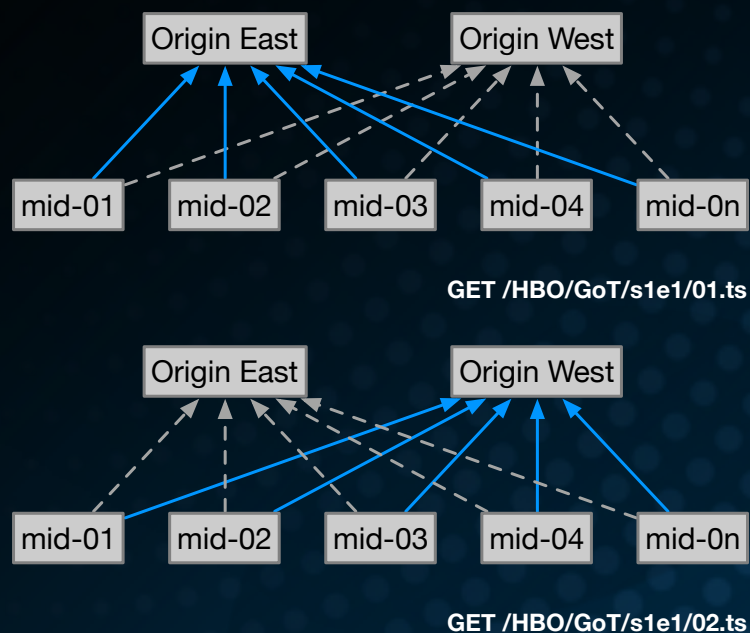 Origin East Origin West
mid-01 mid-02 mid-03 mid-04 mid-0n
GET /HBO/GoT/s1e1/01.ts
Origin East Origin West
mid-01 mid-02 mid-03 mid-04 mid-0n
GET /HBO/GoT/s1e1/02.ts